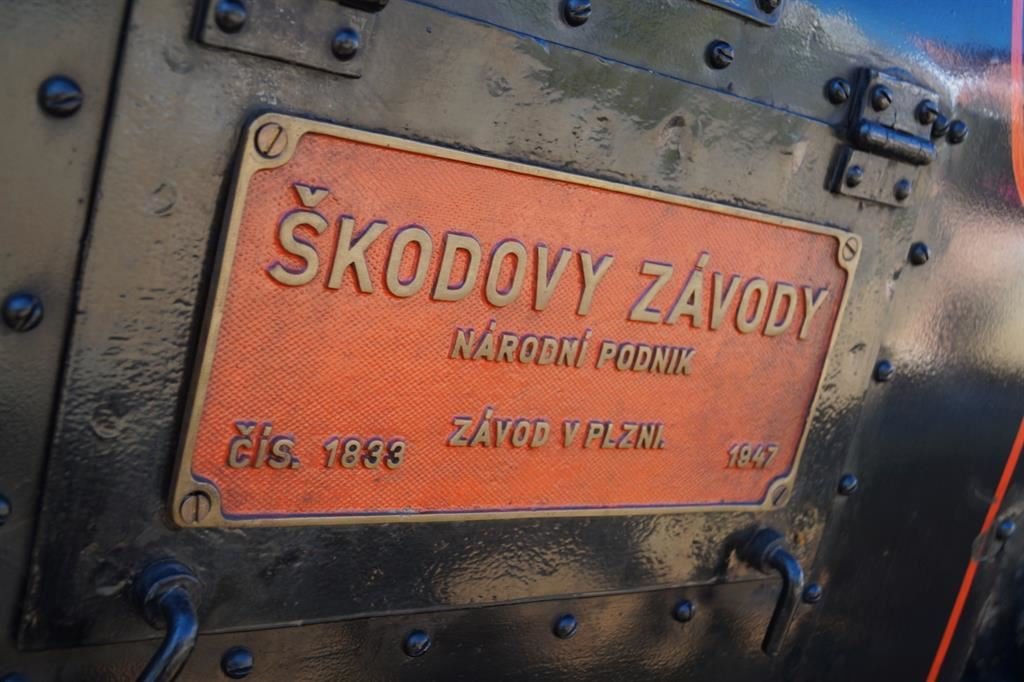 ŠKODOVY ZÁVODY
NÁRODNÍ PODNIK
ZÁVOD V PLZNI.
čís. 1833
1947